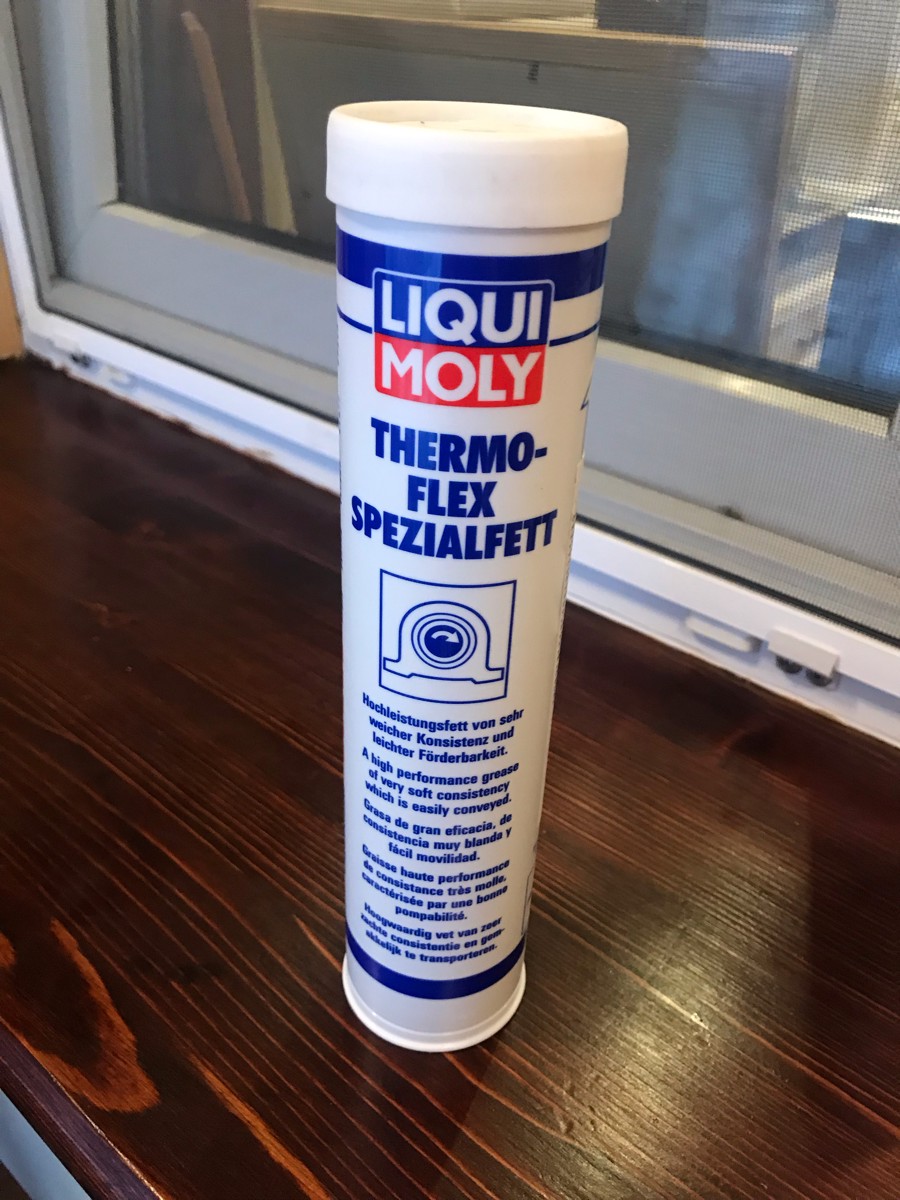 LIQUI
MOLY
THERMO-
FLEX
SPEZIALFETT
Hochleistungsfett von sehr
weicher Konsistenz und
leichter Förderbarkeit.
A high performance grease
of very soft consistency
which is easily conveyed.
Grasa de gran eficacia, de
consistencia muy blanda y
fácil movilidad.
Graisse haute performance
de consistance très molle,
caractérisée par une bonne
pompabilité.
Hoogwaardig vet van zeer
zachte consistentie en gem-
akkelijk te transporteren.